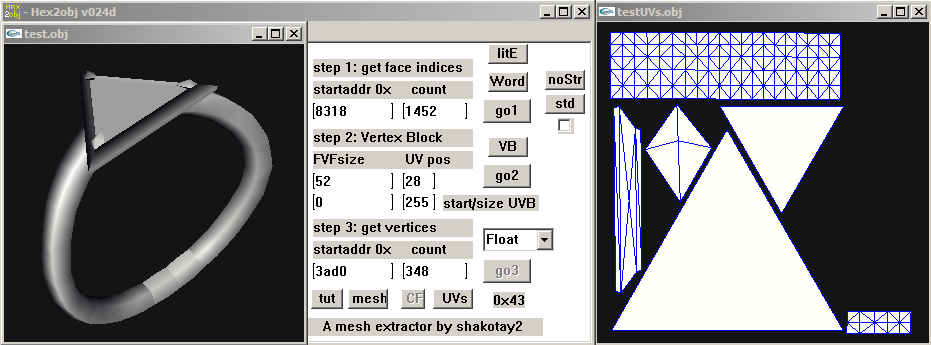 Hex 2obj - Hex2obj v024d
test.obj
testUVs.obj
litE
step 1: get face indices
Word
noStr
startaddr 0x count
std
[8318 ] [1452 ]
go1
step 2: Vertex Block
VB
FVFsize UV pos
go2
[52 ] [28 ]
[0 ] [255 ] start/size UVB
step 3: get vertices
Float
startaddr 0x count
[3ad0 ] [348 ]
go3
tut mesh CF UVs 0x43
A mesh extractor by shakotay2